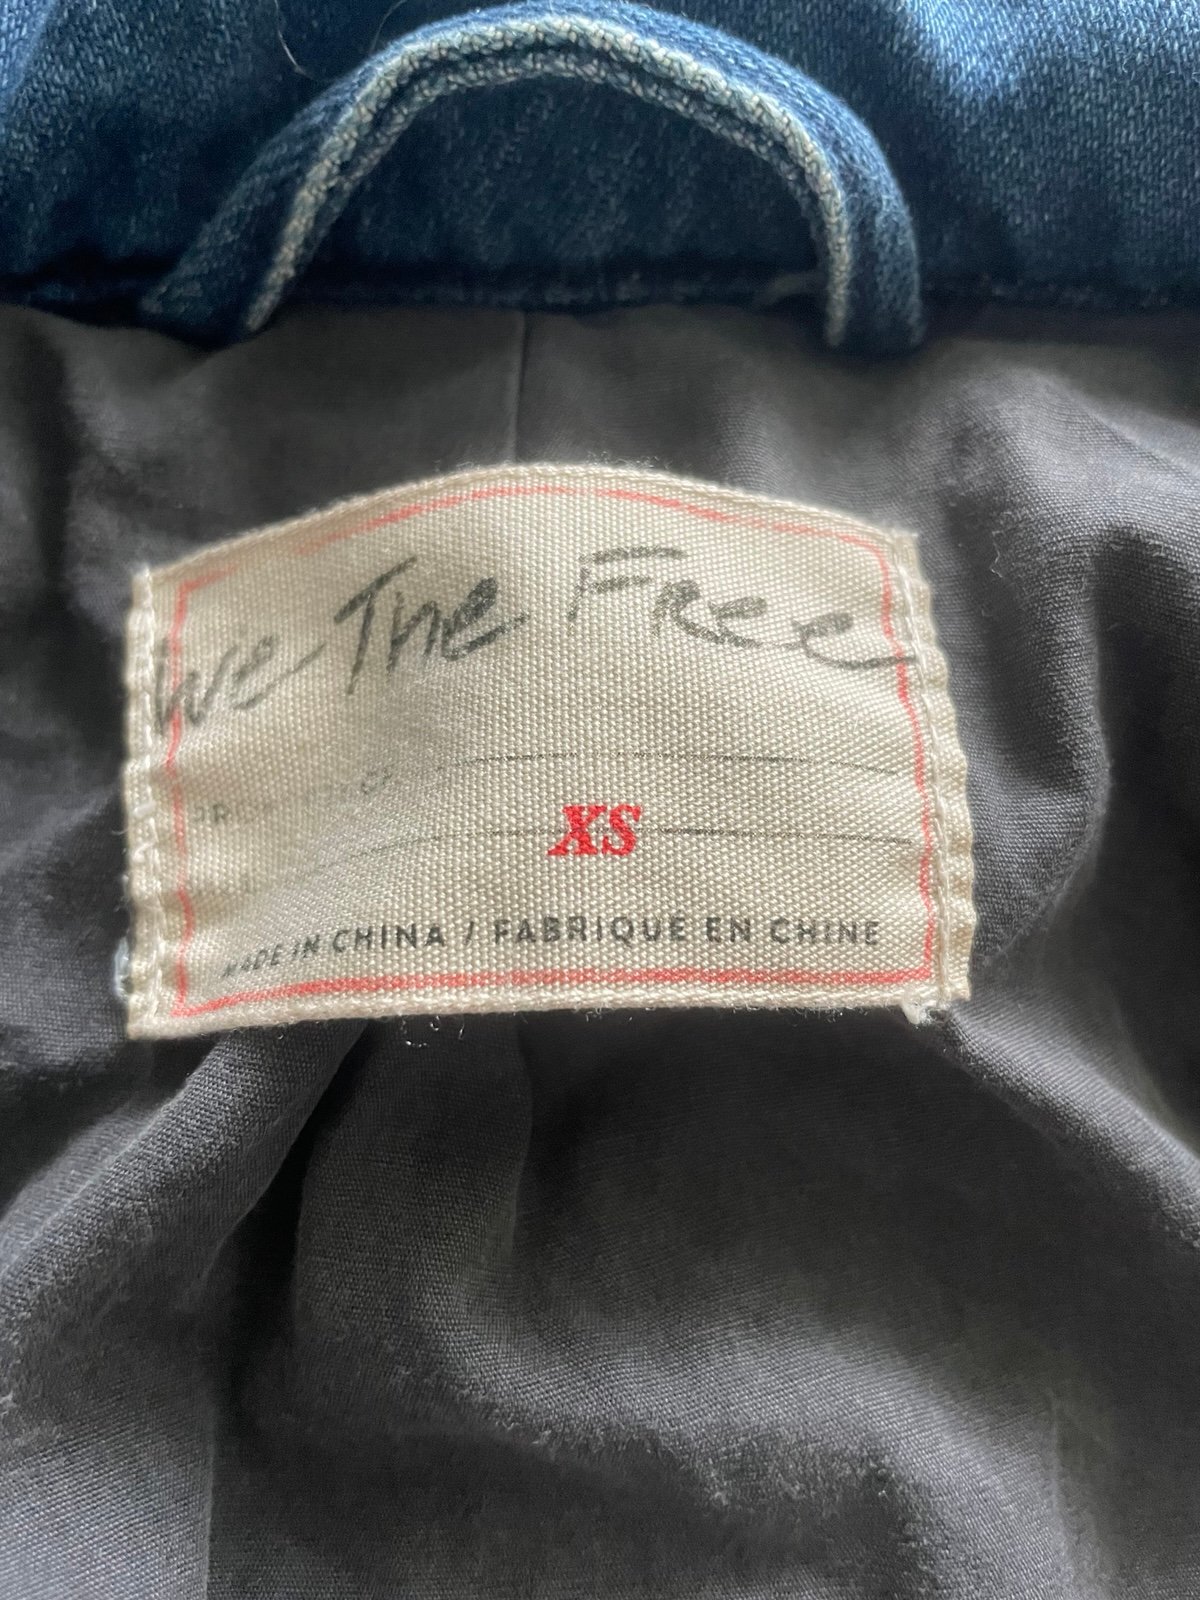 We The Free
XS
MADE IN CHINA / FABRIQUE EN CHINE